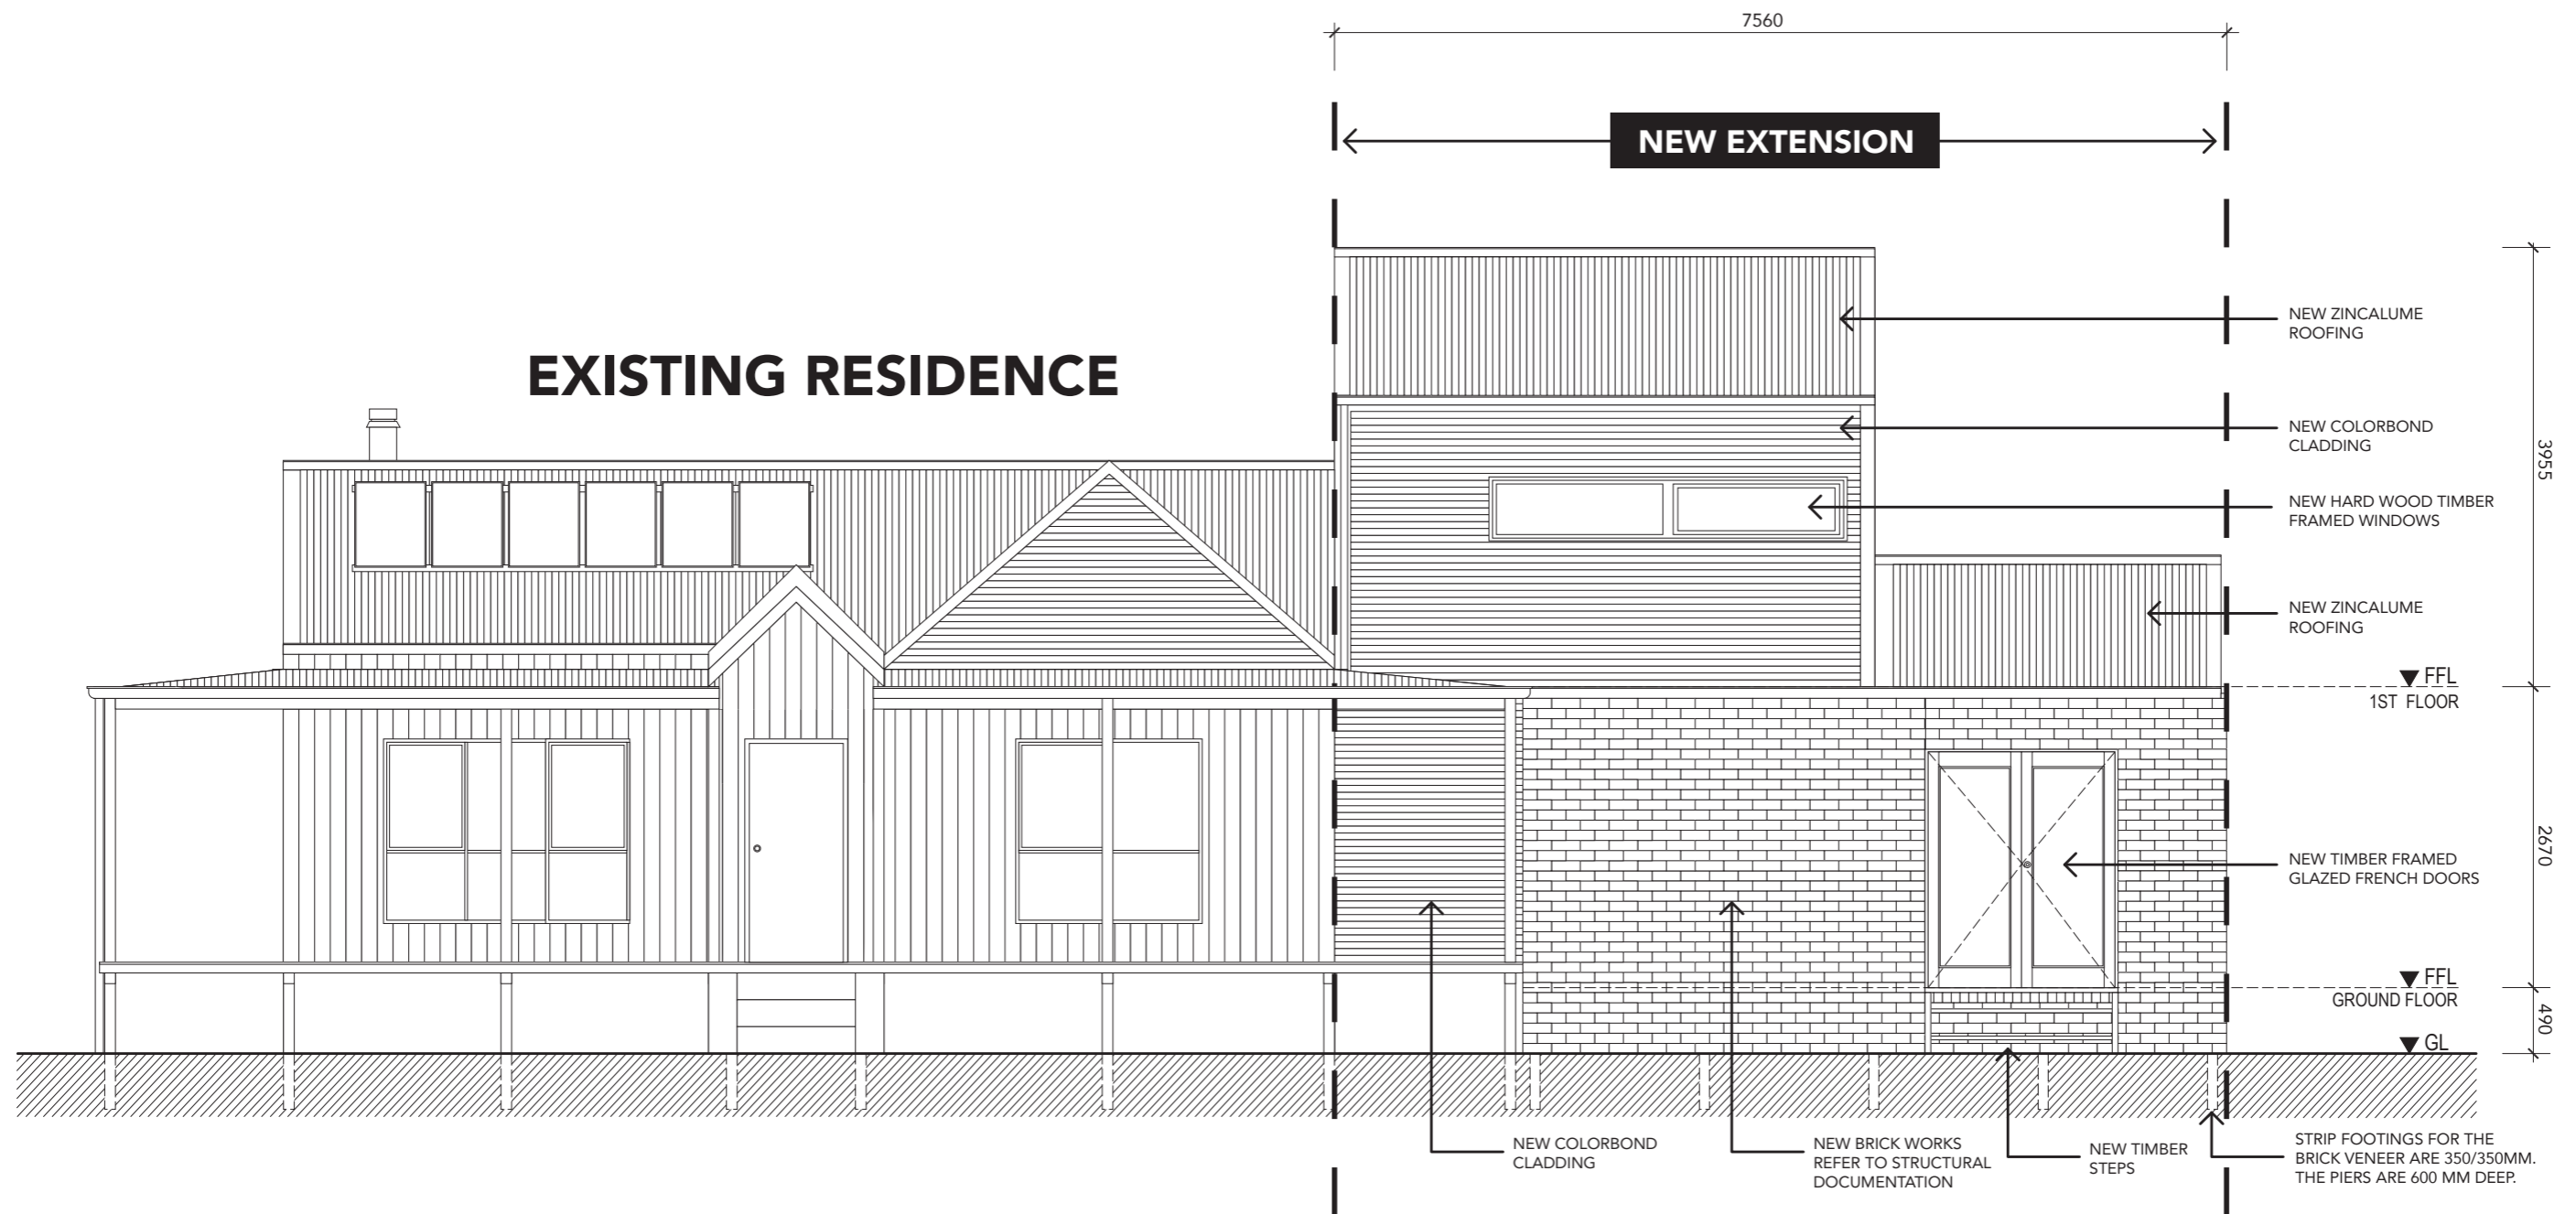 7560
NEW EXTENSION
EXISTING RESIDENCE
NEW ZINCALUME
ROOFING
NEW COLORBOND
CLADDING
3955
NEW HARD WOOD TIMBER
FRAMED WINDOWS
NEW ZINCALUME
ROOFING
FFL
1ST FLOOR
2670
NEW TIMBER FRAMED
GLAZED FRENCH DOORS
FFL
GROUND FLOOR
490
GL
NEW COLORBOND
CLADDING
NEW BRICK WORKS
REFER TO STRUCTURAL
DOCUMENTATION
NEW TIMBER
STEPS
STRIP FOOTINGS FOR THE
BRICK VENEER ARE 350/350MM.
THE PIERS ARE 600 MM DEEP.